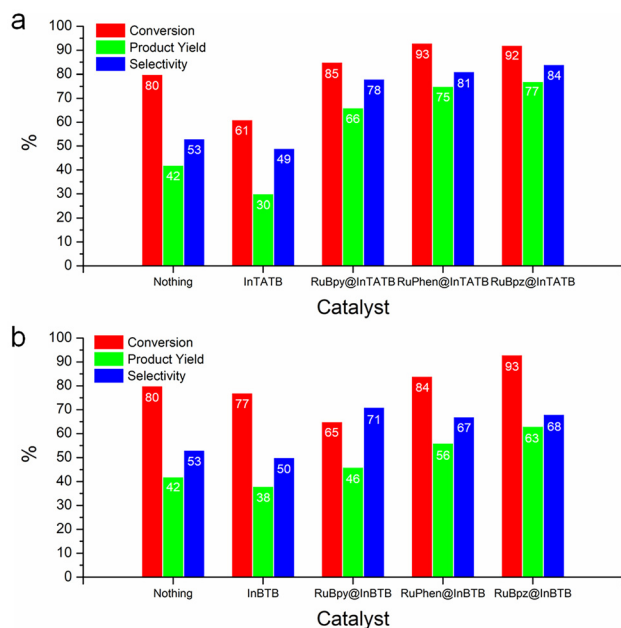 a
100
90
80
70
60
50
40
30
20
10
0
%
Conversion
Product Yield
Selectivity
80 42 53 61 30 49 85 66 78 93 75 81 92 77 84
Nothing InTATB RuBpy@InTATB RuPhen@InTATB RuBpz@InTATB
Catalyst
b
100
90
80
70
60
50
40
30
20
10
0
%
Conversion
Product Yield
Selectivity
80 42 53 77 38 50 65 46 71 84 56 67 93 63 68
Nothing InBTB RuBpy@InBTB RuPhen@InBTB RuBpz@InBTB
Catalyst